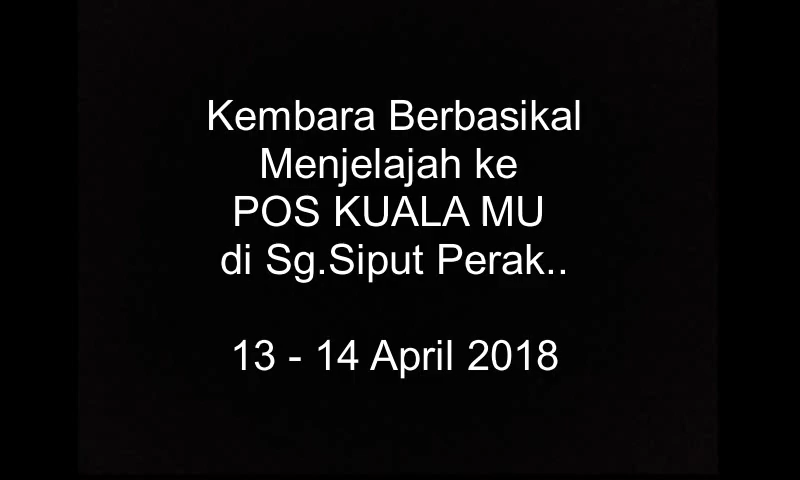 Kembara Berbasikal
Menjelajah ke
POS KUALA MU
di Sg.Siput Perak..
13 - 14 April 2018